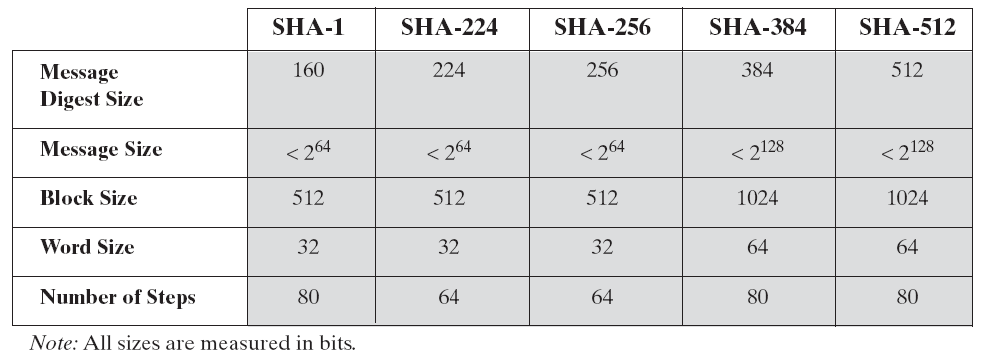 SHA-1 SHA-224 SHA-256 SHA-384 SHA-512
Message
Digest Size 160 224 256 384 512
Message Size < 2^64 < 2^64 < 2^64 < 2^128 < 2^128
Block Size 512 512 512 1024 1024
Word Size 32 32 32 64 64
Number of Steps 80 64 64 80 80
Note: All sizes are measured in bits.